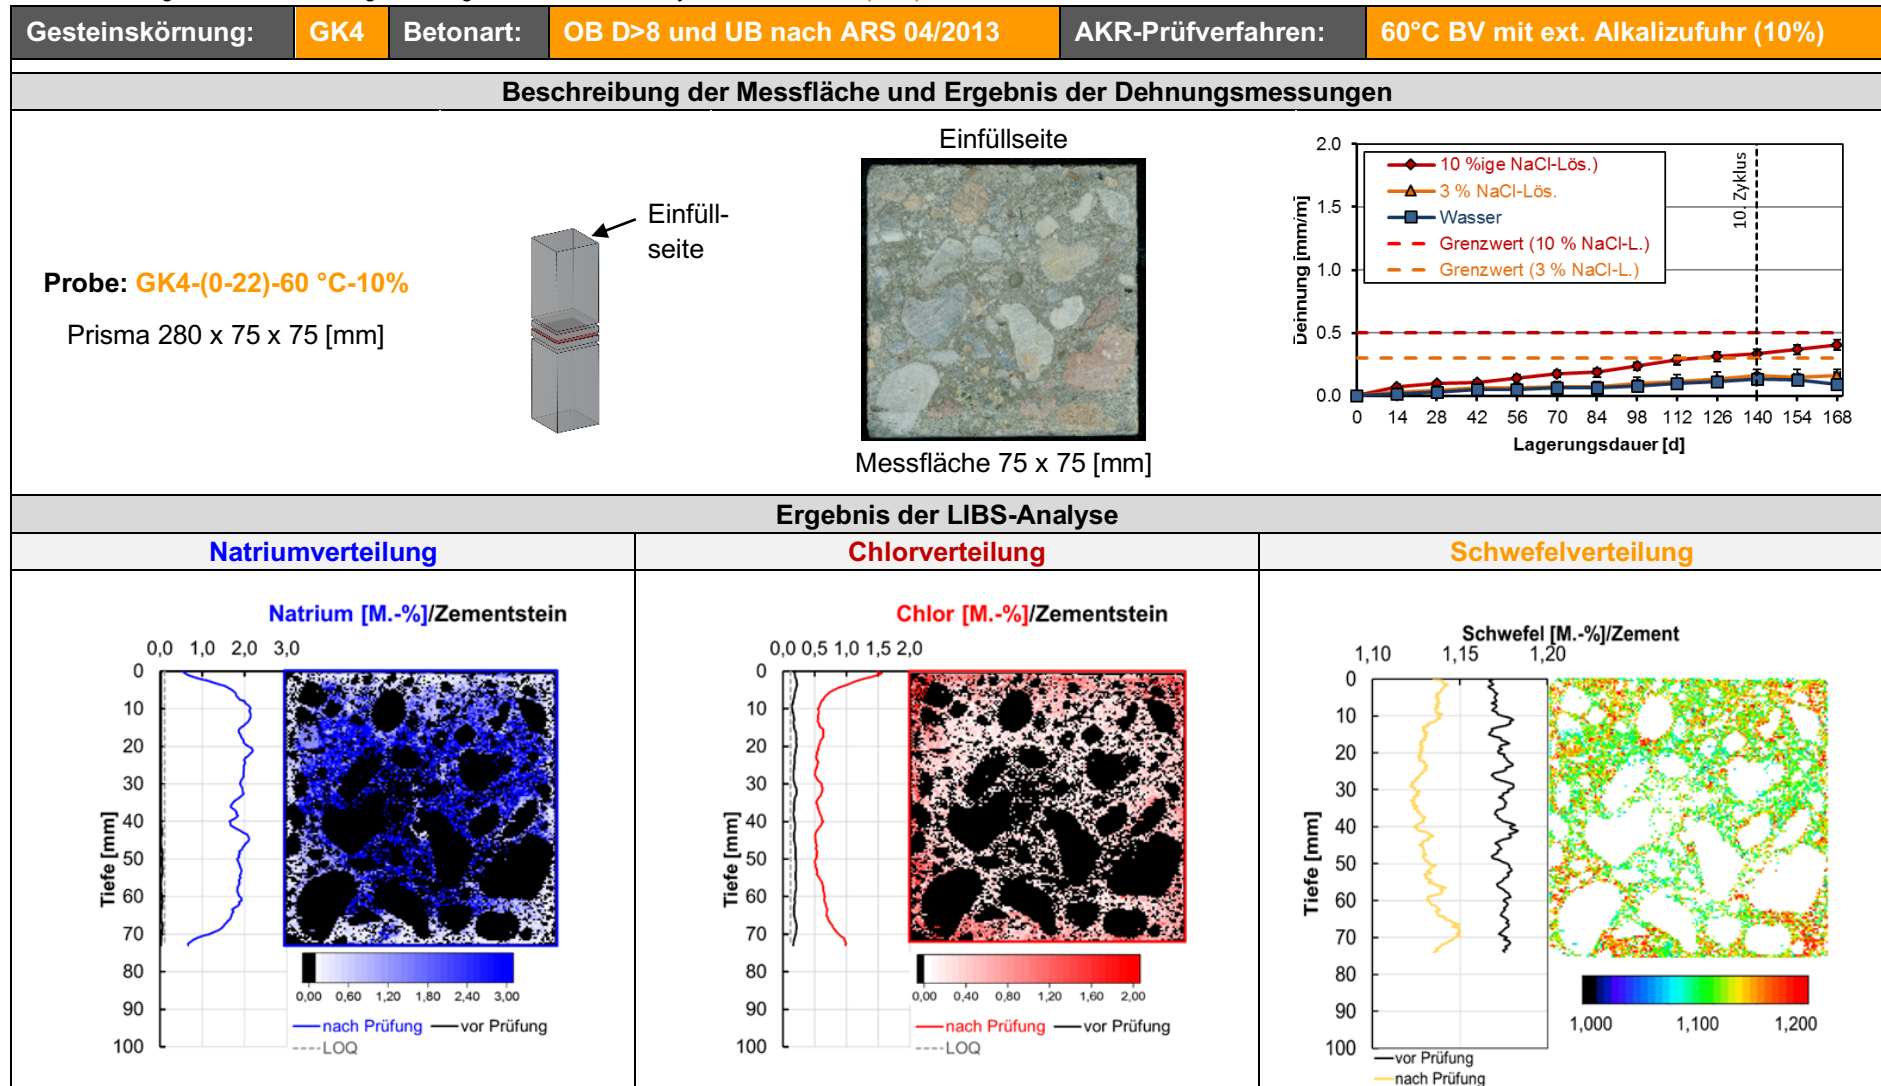 Gesteinskörnung: GK4 Betonart: OB D>8 und UB nach ARS 04/2013 AKR-Prüfverfahren: 60°C BV mit ext. Alkalizufuhr (10%)
Beschreibung der Messfläche und Ergebnis der Dehnungsmessungen
Probe: GK4-(0-22)-60 °C-10%
Prisma 280 x 75 x 75 [mm]
Einfüll-
seite
Einfüllseite
Messfläche 75 x 75 [mm]
Dehnung [mm/m]
2.0
1.5
1.0
0.5
0.0
10 %ige NaCl-Lös.)
3 % NaCl-Lös.
Wasser
Grenzwert (10 % NaCl-L.)
Grenzwert (3 % NaCl-L.)
10. Zyklus
0 14 28 42 56 70 84 98 112 126 140 154 168
Lagerungsdauer [d]
Ergebnis der LIBS-Analyse
Natriumverteilung
Natrium [M.-%]/Zementstein
0,0 1,0 2,0 3,0
Tiefe [mm]
0
10
20
30
40
50
60
70
80
90
100
0,00 0,60 1,20 1,80 2,40 3,00
nach Prüfung vor Prüfung
LOQ
Chlorverteilung
Chlor [M.-%]/Zementstein
0,0 0,5 1,0 1,5 2,0
Tiefe [mm]
0
10
20
30
40
50
60
70
80
90
100
0,00 0,40 0,80 1,20 1,60 2,00
nach Prüfung vor Prüfung
LOQ
Schwefelverteilung
Schwefel [M.-%]/Zement
1,10 1,15 1,20
Tiefe [mm]
0
10
20
30
40
50
60
70
80
90
100
1,000 1,100 1,200
vor Prüfung
nach Prüfung